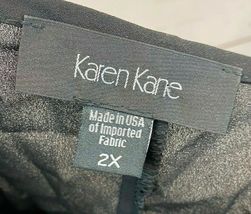 Karen Kane
Made in USA
of Imported
Fabric
2X